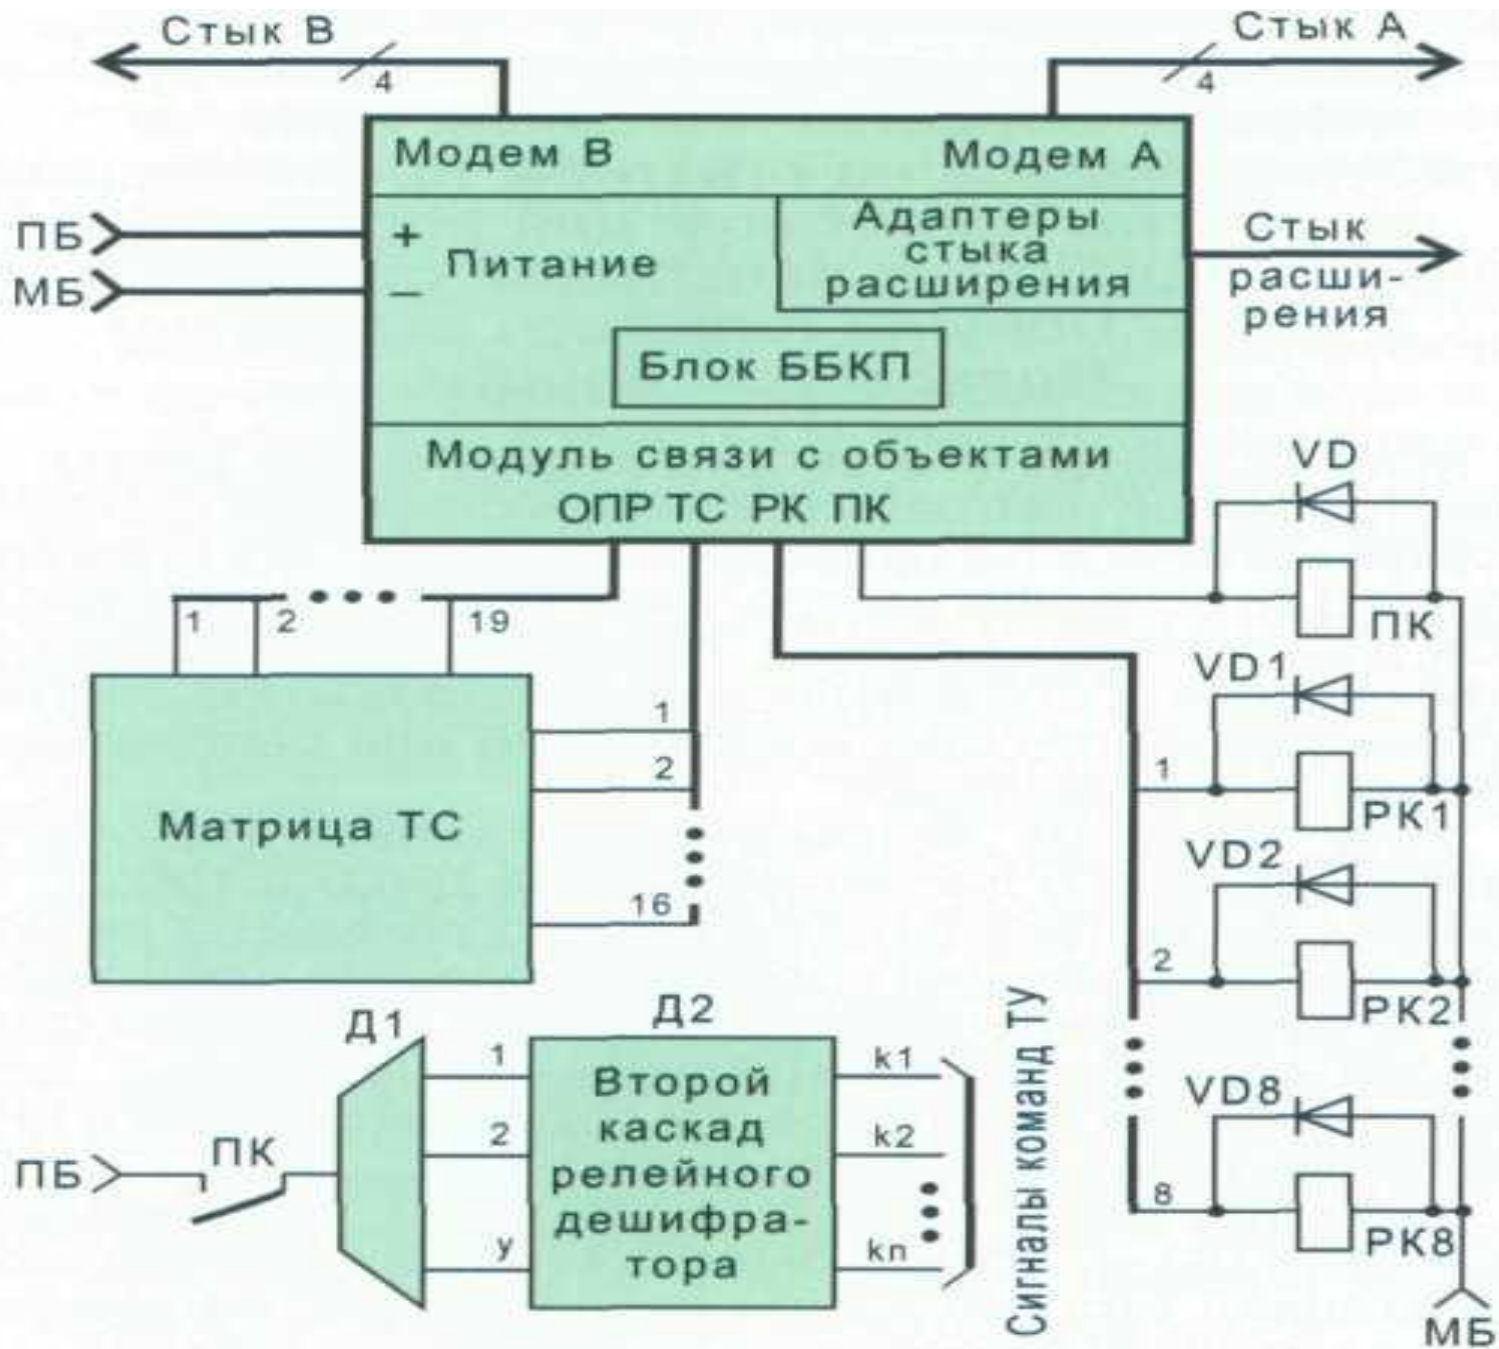 Стык В
4
Стык А
4
Модем В
Модем А
ПБ
МБ
+
−
Питание
Адаптеры
стыка
расширения
Стык
расши-
рения
Блок ББКП
Модуль связи с объектами
ОПР ТС РК ПК
VD
ПК
1
2
19
Матрица ТС
1
2
16
VD1
1
РК1
VD2
2
РК2
VD8
8
РК8
МБ
ПБ
ПК
Д1
1
2
y
Д2
Второй
каскад
релейного
дешифра-
тора
k1
k2
kn
Сигналы команд ТУ